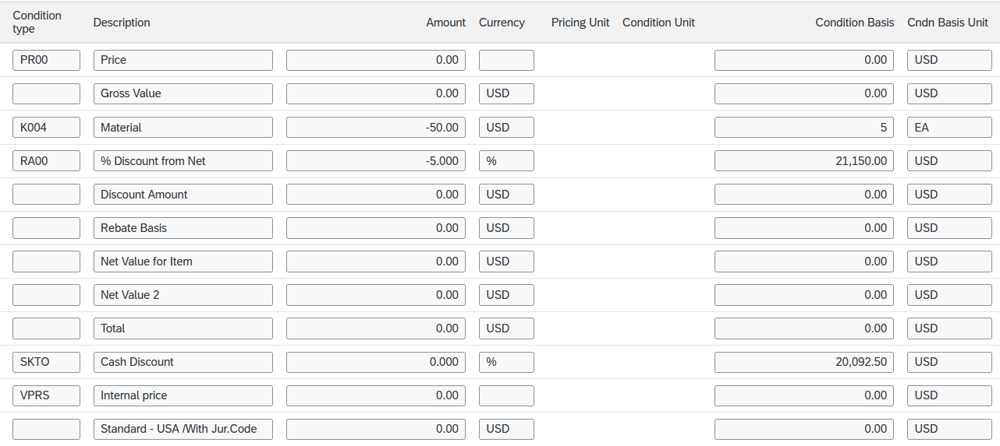 Condition type Description Amount Currency Pricing Unit Condition Unit Condition Basis Cndn Basis Unit
PR00 Price 0.00 0.00 USD
Gross Value 0.00 USD 0.00 USD
K004 Material -50.00 USD 5 EA
RA00 % Discount from Net -5.000 % 21,150.00 USD
Discount Amount 0.00 USD 0.00 USD
Rebate Basis 0.00 USD 0.00 USD
Net Value for Item 0.00 USD 0.00 USD
Net Value 2 0.00 USD 0.00 USD
Total 0.00 USD 0.00 USD
SKTO Cash Discount 0.000 % 20,092.50 USD
VPRS Internal price 0.00 0.00 USD
Standard - USA /With Jur.Code 0.00 USD 0.00 USD